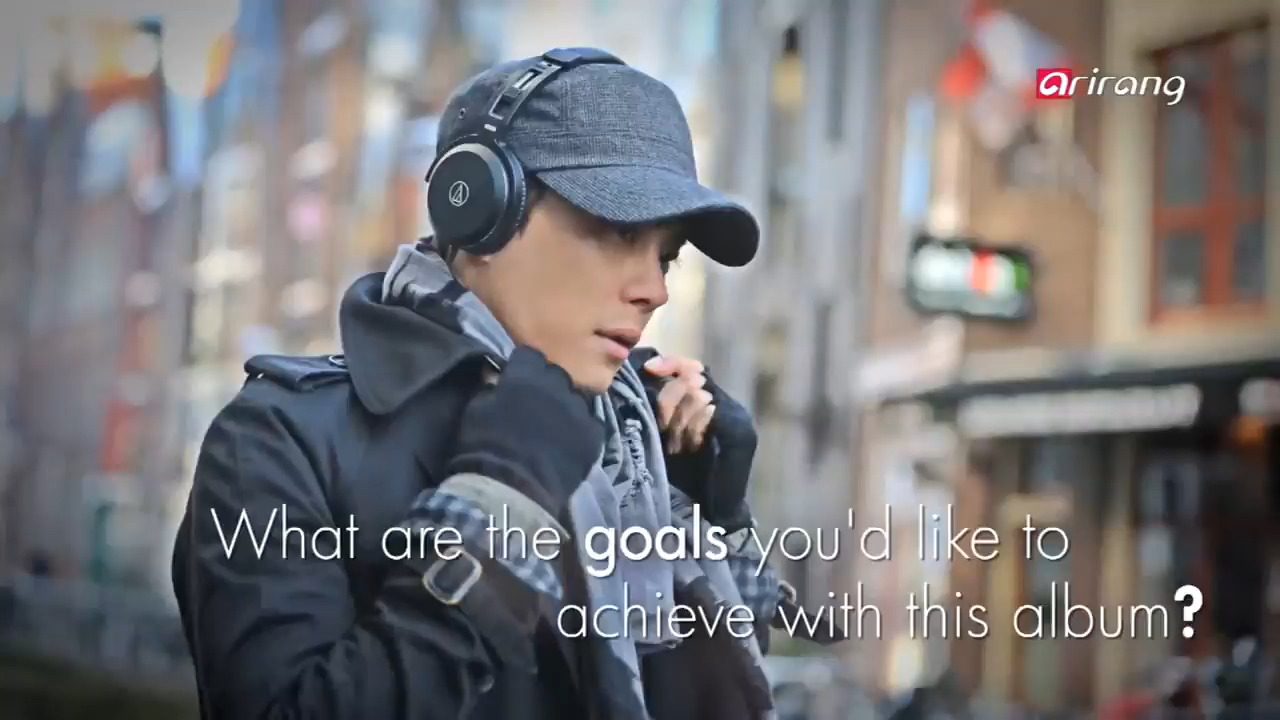 arirang
What are the goals you'd like to
achieve with this album?